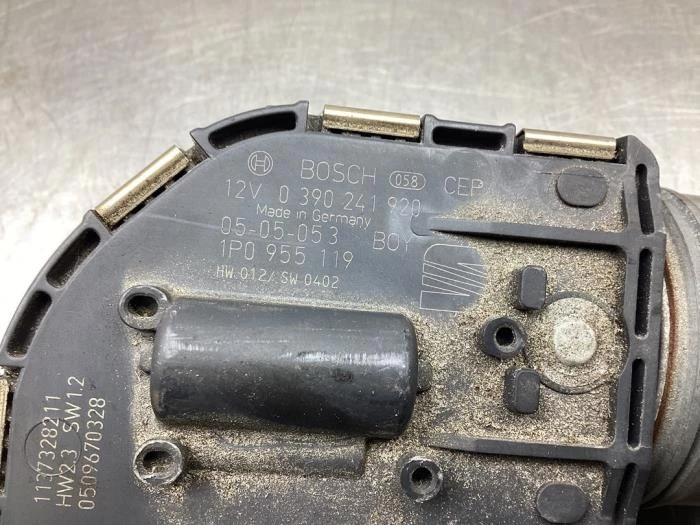 BOSCH 058 CEP
12V 0 390 241 920
Made in Germany
05-05-053 BOY
1P0 955 119
HW 012/ SW 0402
1137328211
HW2.3 SW1.2
0509670328